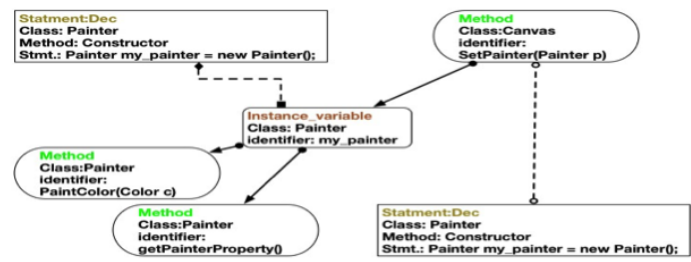 Statment:Dec
Class: Painter
Method: Constructor
Stmt.: Painter my_painter = new Painter();
Method
Class:Canvas
identifier:
SetPainter(Painter p)
Instance_variable
Class: Painter
identifier: my_painter
Method
Class:Painter
identifier:
PaintColor(Color c)
Method
Class:Painter
identifier:
getPainterProperty()
Statment:Dec
Class: Painter
Method: Constructor
Stmt.: Painter my_painter = new Painter();